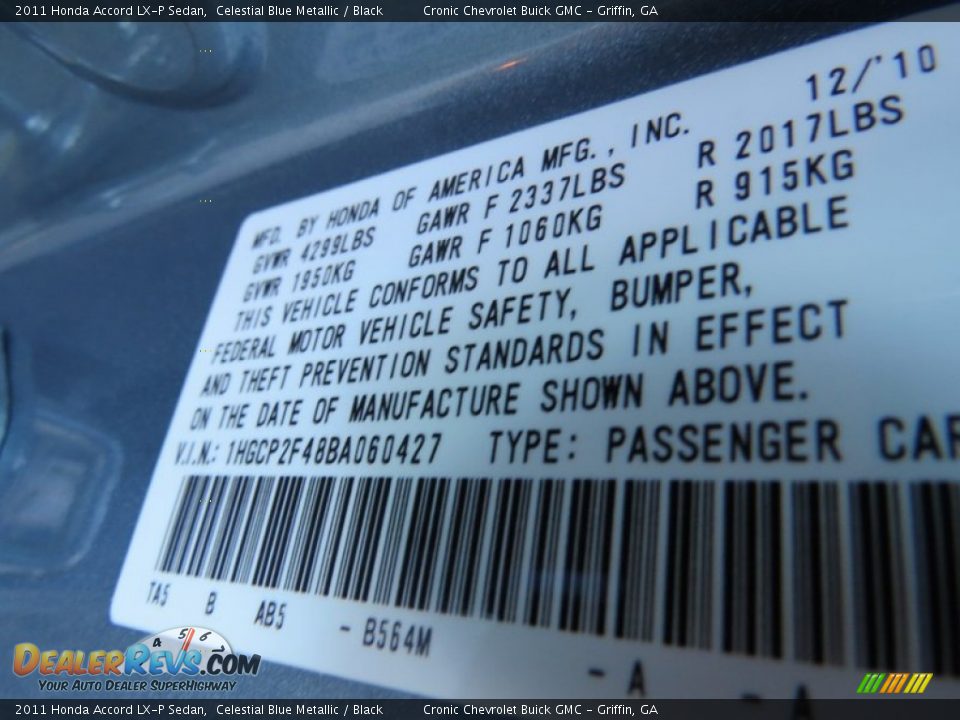 2011 Honda Accord LX-P Sedan, Celestial Blue Metallic / Black Cronic Chevrolet Buick GMC - Griffin, GA
MFD. BY HONDA OF AMERICA MFG., INC. 12/'10
GVWR 4299LBS GAWR F 2337LBS R 2017LBS
GVWR 1950KG GAWR F 1060KG R 915KG
THIS VEHICLE CONFORMS TO ALL APPLICABLE
FEDERAL MOTOR VEHICLE SAFETY, BUMPER,
AND THEFT PREVENTION STANDARDS IN EFFECT
ON THE DATE OF MANUFACTURE SHOWN ABOVE.
V.I.N.: 1HGCP2F48BA060427 TYPE: PASSENGER CAR
TA5 B AB5 - B564M - A - A
4 5 6
DEALERREVS.COM
YOUR AUTO DEALER SUPERHIGHWAY
2011 Honda Accord LX-P Sedan, Celestial Blue Metallic / Black Cronic Chevrolet Buick GMC - Griffin, GA